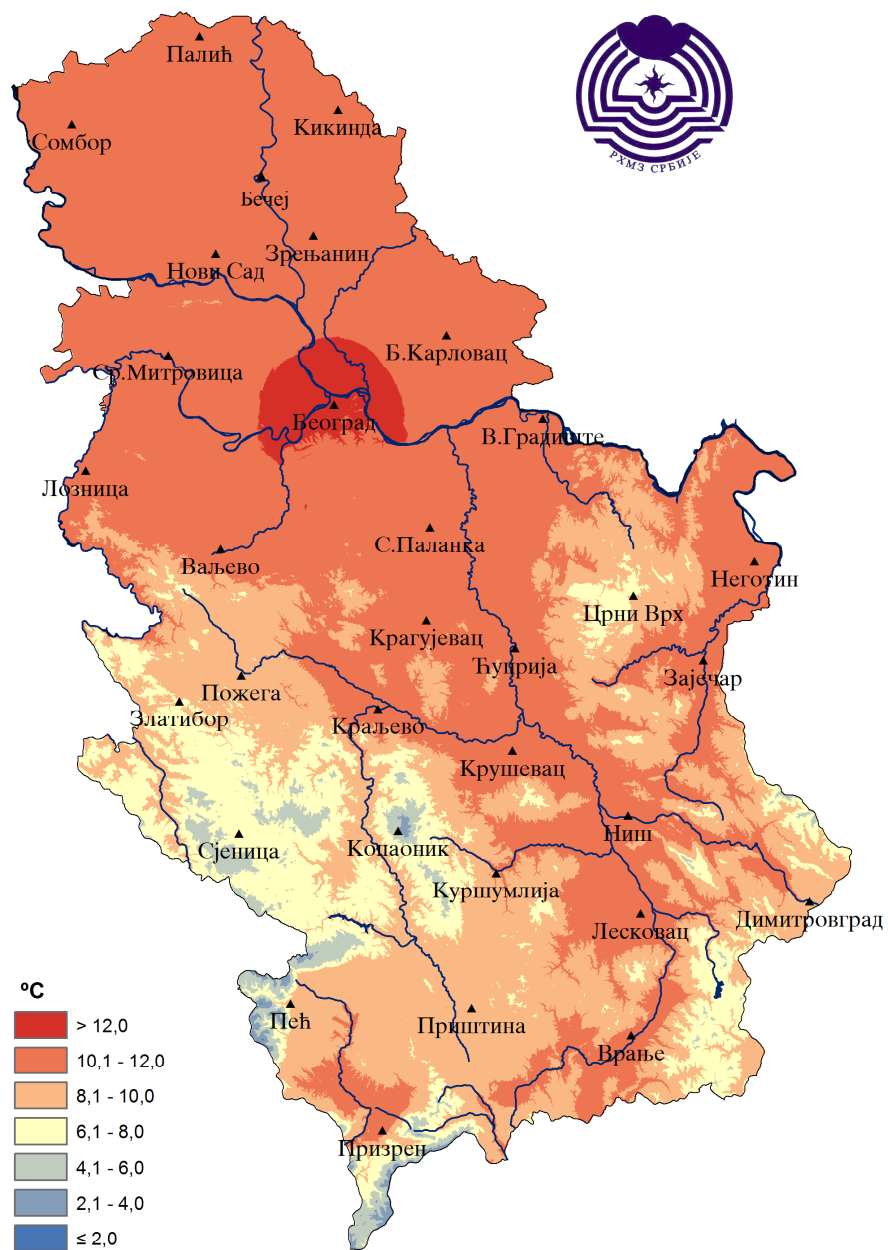 Палић
Кикинда
Сомбор
Бечеј
РХМЗ СРБИЈЕ
Зрењанин
Нови Сад
Б.Карловац
Ср.Митровица
Београд
В.Градиште
Лозница
С.Паланка
Ваљево
Неготин
Црни Врх
Крагујевац
Ћуприја
Зајечар
Пожега
Златибор
Краљево
Крушевац
Ниш
Сјеница
Копаоник
Куршумлија
Димитровград
Лесковац
Пећ
Приштина
Врање
Призрен
ºC
> 12,0
10,1 - 12,0
8,1 - 10,0
6,1 - 8,0
4,1 - 6,0
2,1 - 4,0
≤ 2,0